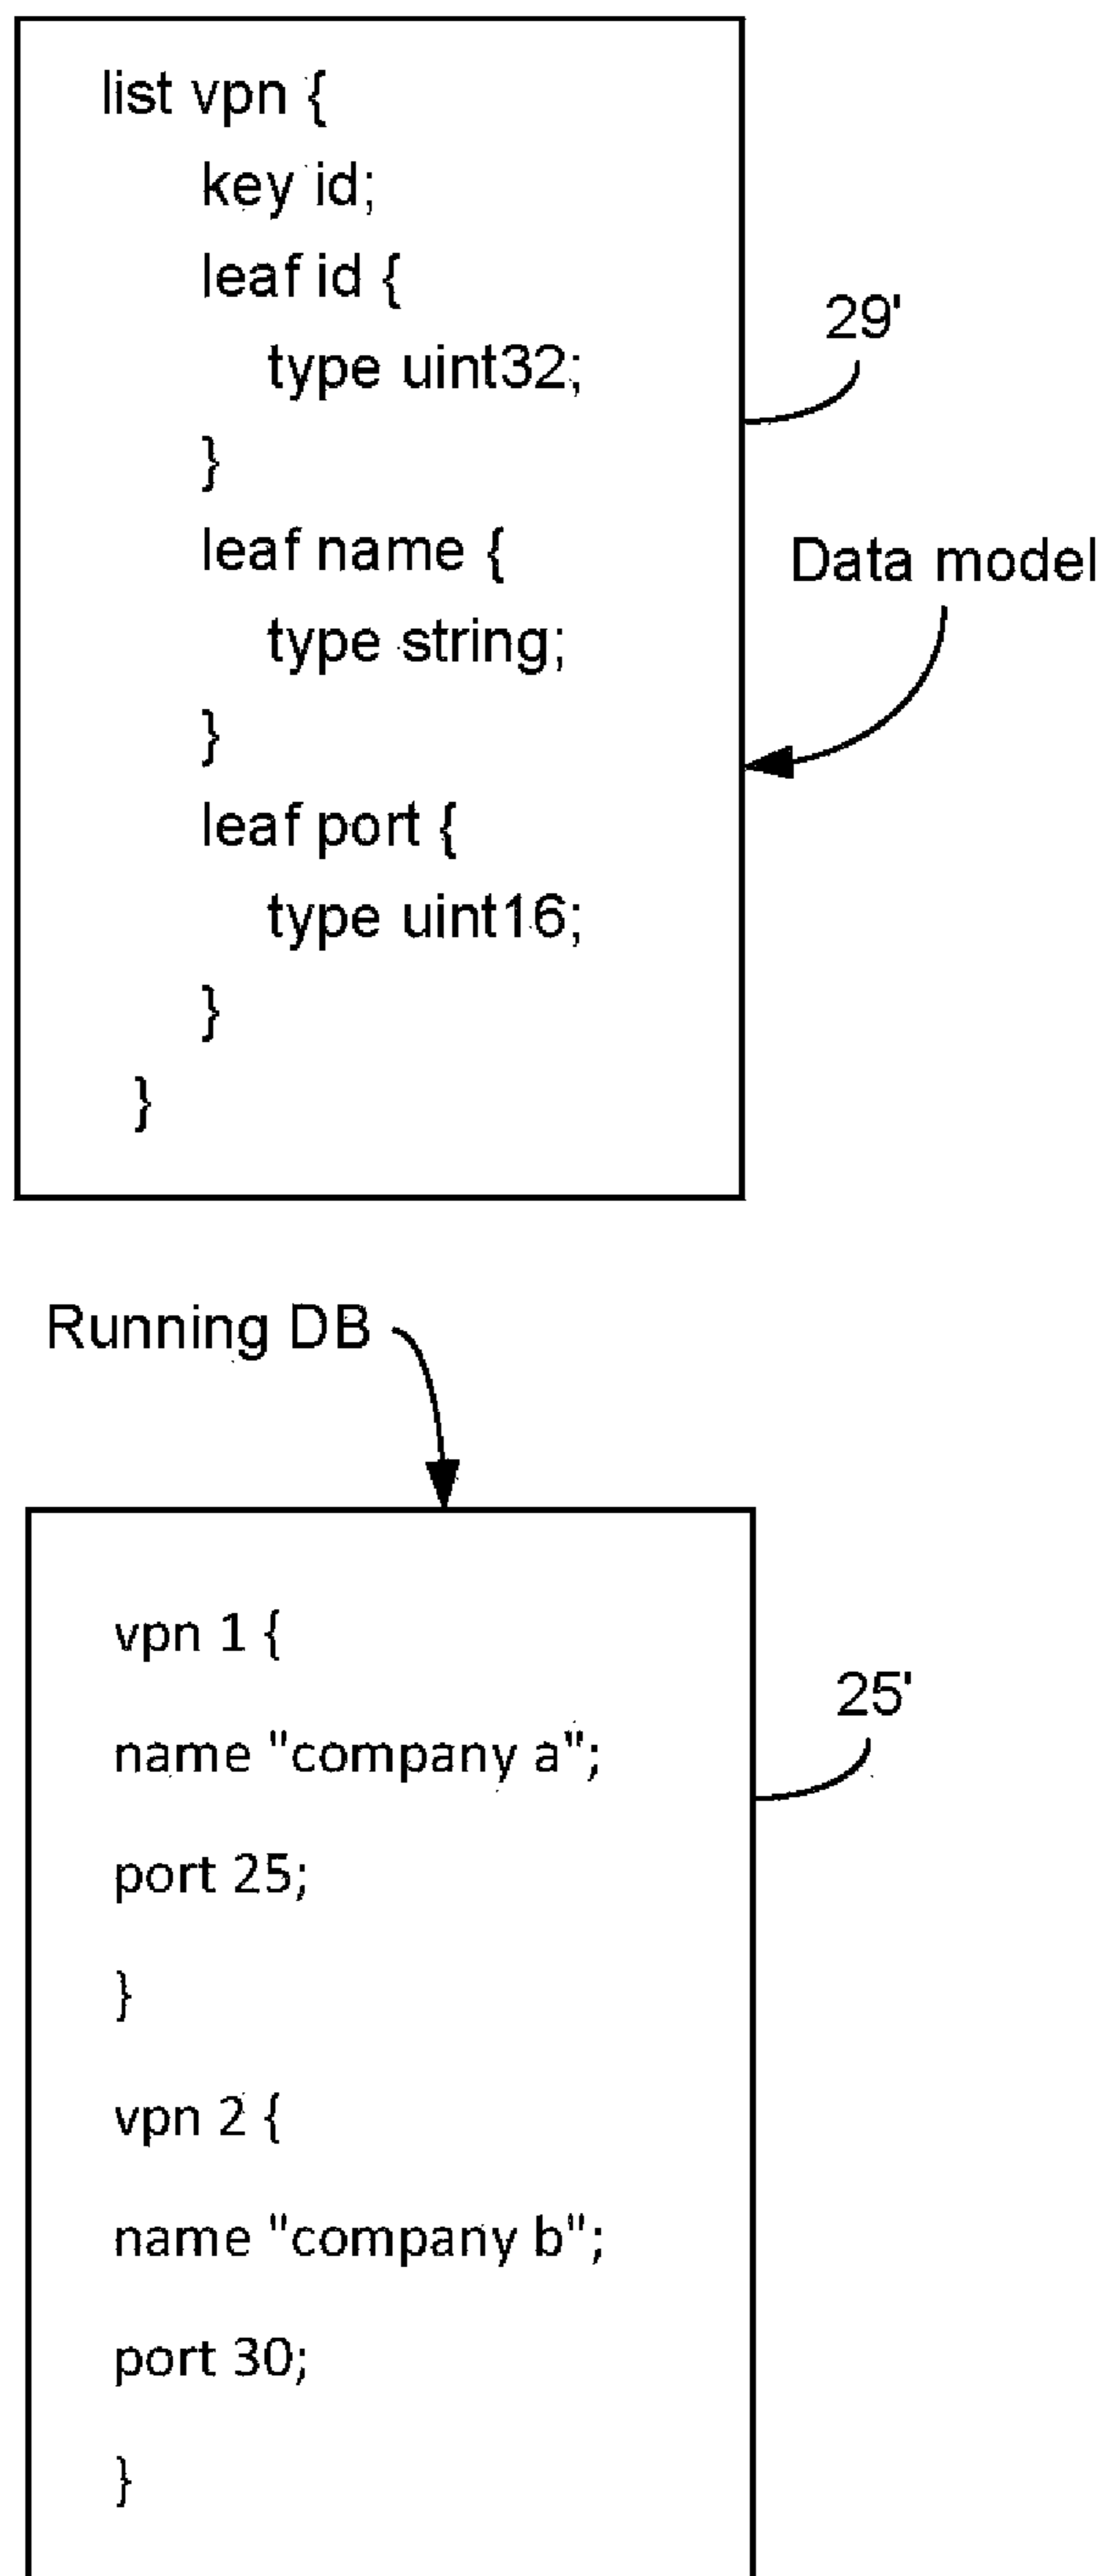 list vpn {
key id;
leaf id {
type uint32;
}
leaf name {
type string;
}
leaf port {
type uint16;
}
}
29'
Data model
Running DB
vpn 1 {
name "company a";
port 25;
}
vpn 2 {
name "company b";
port 30;
}
25'